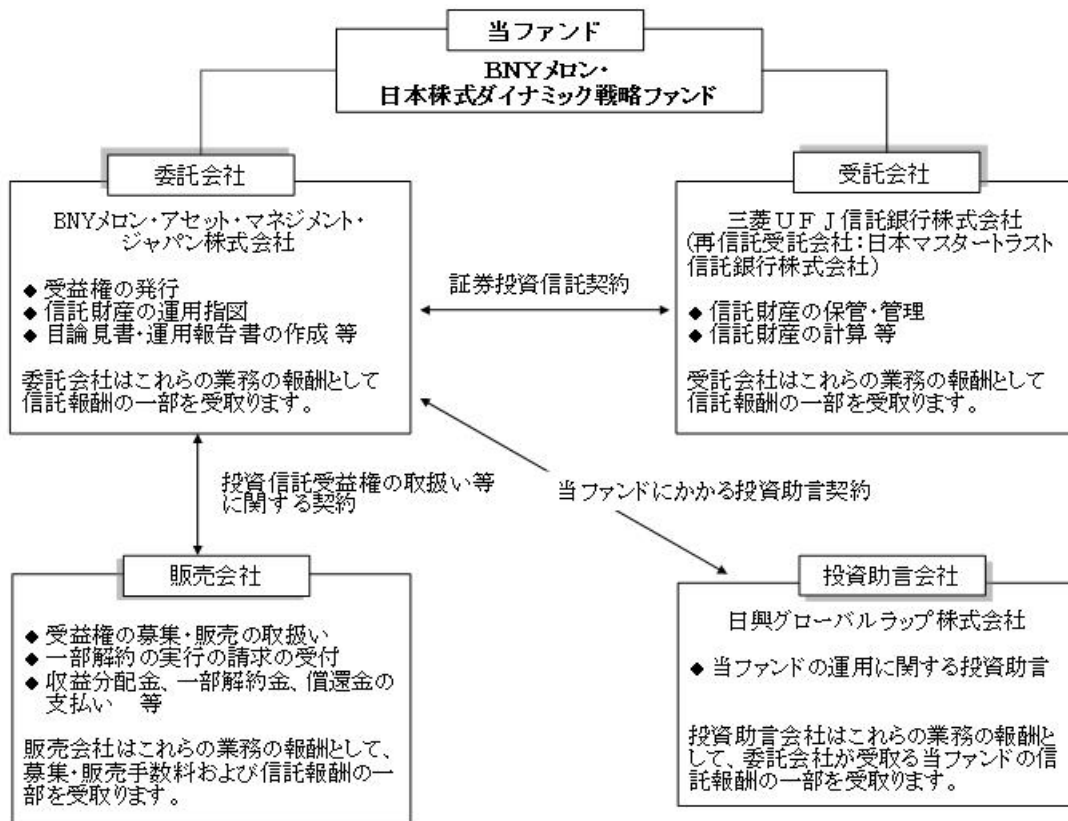 当ファンド
BNYメロン・
日本株式ダイナミック戦略ファンド
委託会社
BNYメロン・アセット・マネジメント・
ジャパン株式会社
◆ 受益権の発行
◆ 信託財産の運用指図
◆ 目論見書・運用報告書の作成 等
委託会社はこれらの業務の報酬として
信託報酬の一部を受取ります。
証券投資信託契約
受託会社
三菱UFJ信託銀行株式会社
(再信託受託会社：日本マスタートラスト
信託銀行株式会社)
◆ 信託財産の保管・管理
◆ 信託財産の計算 等
受託会社はこれらの業務の報酬として
信託報酬の一部を受取ります。
投資信託受益権の取扱い等
に関する契約
当ファンドにかかる投資助言契約
販売会社
◆ 受益権の募集・販売の取扱い
◆ 一部解約の実行の請求の受付
◆ 収益分配金、一部解約金、償還金の
支払い 等
販売会社はこれらの業務の報酬として、
募集・販売手数料および信託報酬の一
部を受取ります。
投資助言会社
日興グローバルラップ株式会社
◆ 当ファンドの運用に関する投資助言
投資助言会社はこれらの業務の報酬と
して、委託会社が受取る当ファンドの信
託報酬の一部を受取ります。